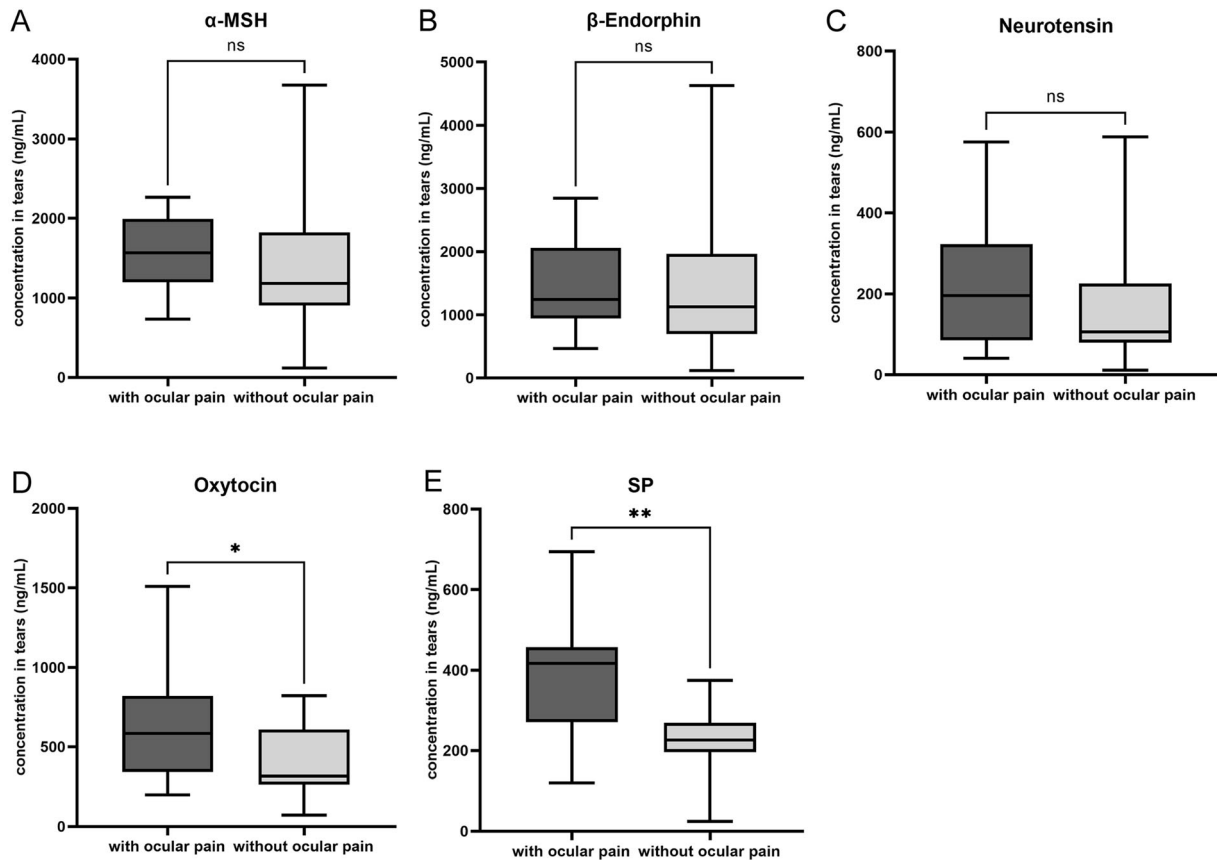 A
α-MSH
ns
concentration in tears (ng/mL)
4000
3000
2000
1000
0
with ocular pain without ocular pain
B
β-Endorphin
ns
concentration in tears (ng/mL)
5000
4000
3000
2000
1000
0
with ocular pain without ocular pain
C
Neurotensin
ns
concentration in tears (ng/mL)
800
600
400
200
0
with ocular pain without ocular pain
D
Oxytocin
*
concentration in tears (ng/mL)
2000
1500
1000
500
0
with ocular pain without ocular pain
E
SP
**
concentration in tears (ng/mL)
800
600
400
200
0
with ocular pain without ocular pain